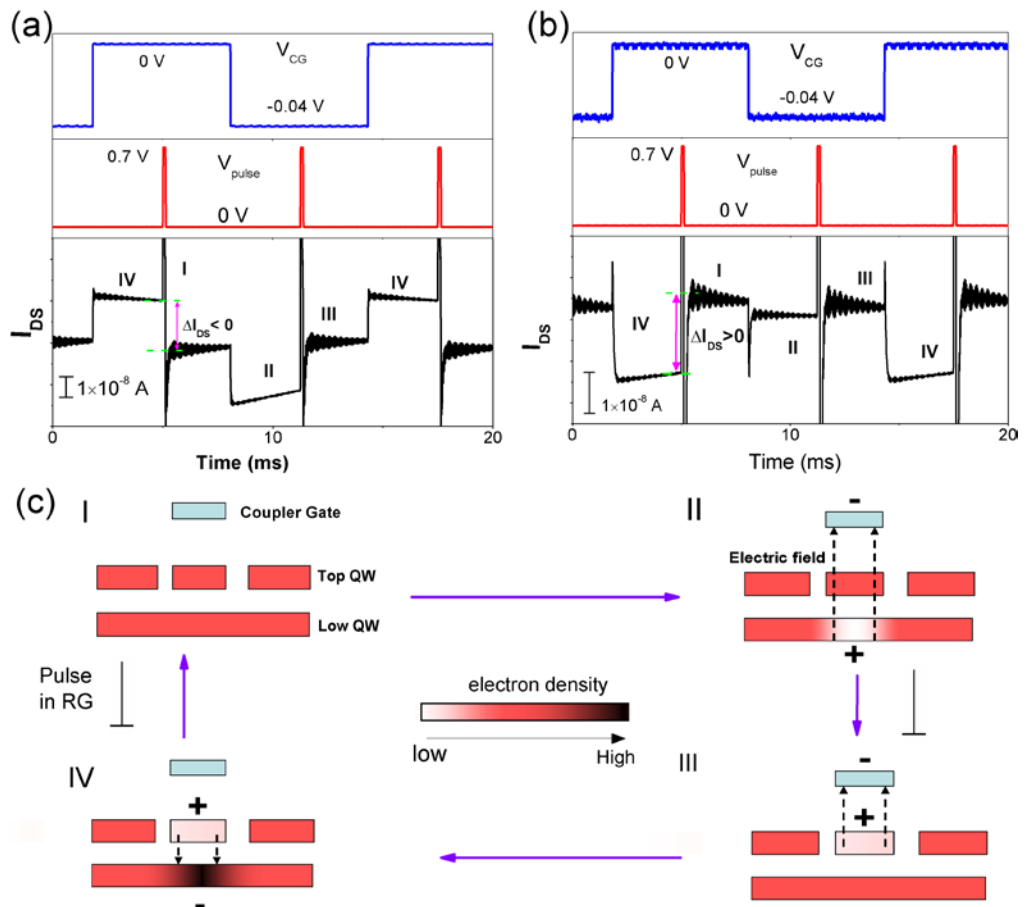 (a)
V_CG
0 V
-0.04 V
0.7 V
V_pulse
0 V
IV
I
III
IV
ΔI_DS < 0
II
I_DS
1×10⁻⁸ A
0 10 20
Time (ms)
(b)
V_CG
0 V
-0.04 V
0.7 V
V_pulse
0 V
I
III
IV
ΔI_DS>0
II
IV
I_DS
1×10⁻⁸ A
0 10 20
Time (ms)
(c)
I
Coupler Gate
Top QW
Low QW
II
-
Electric field
+
Pulse
in RG
electron density
low
High
IV
+
-
III
-
+